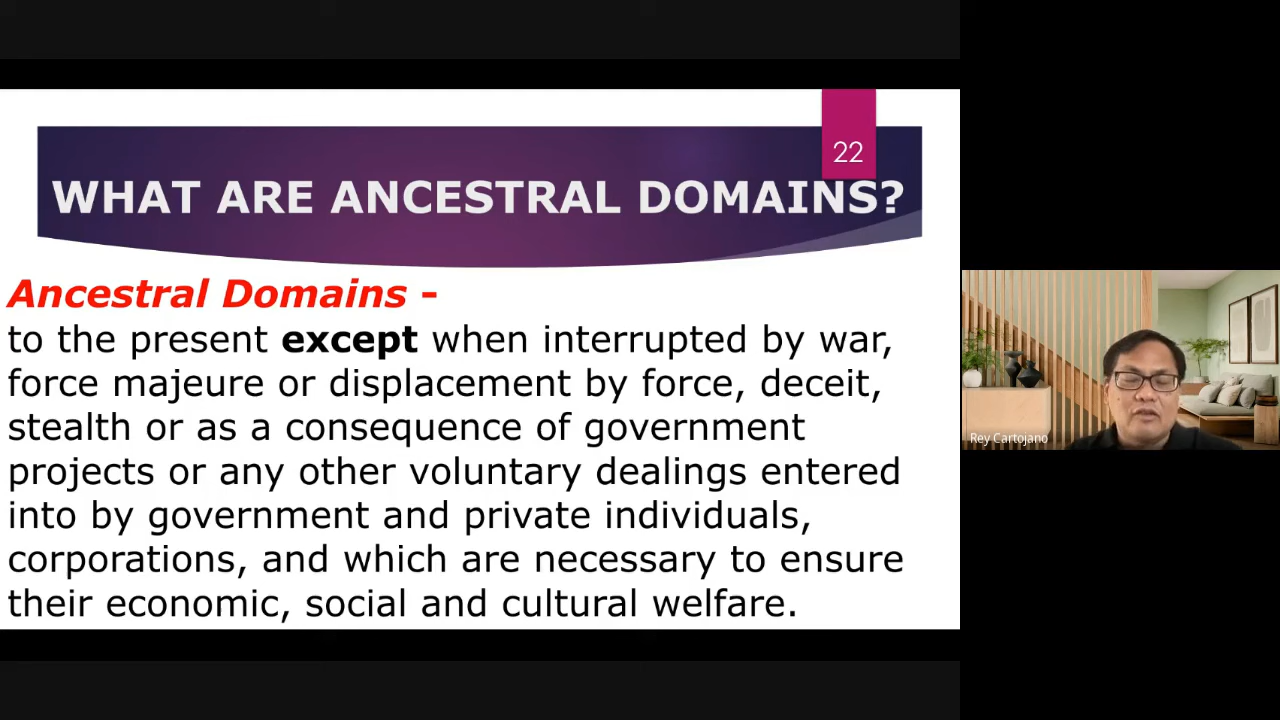 22
WHAT ARE ANCESTRAL DOMAINS?
Ancestral Domains -
to the present except when interrupted by war,
force majeure or displacement by force, deceit,
stealth or as a consequence of government
projects or any other voluntary dealings entered
into by government and private individuals,
corporations, and which are necessary to ensure
their economic, social and cultural welfare.
Rey Cartojano